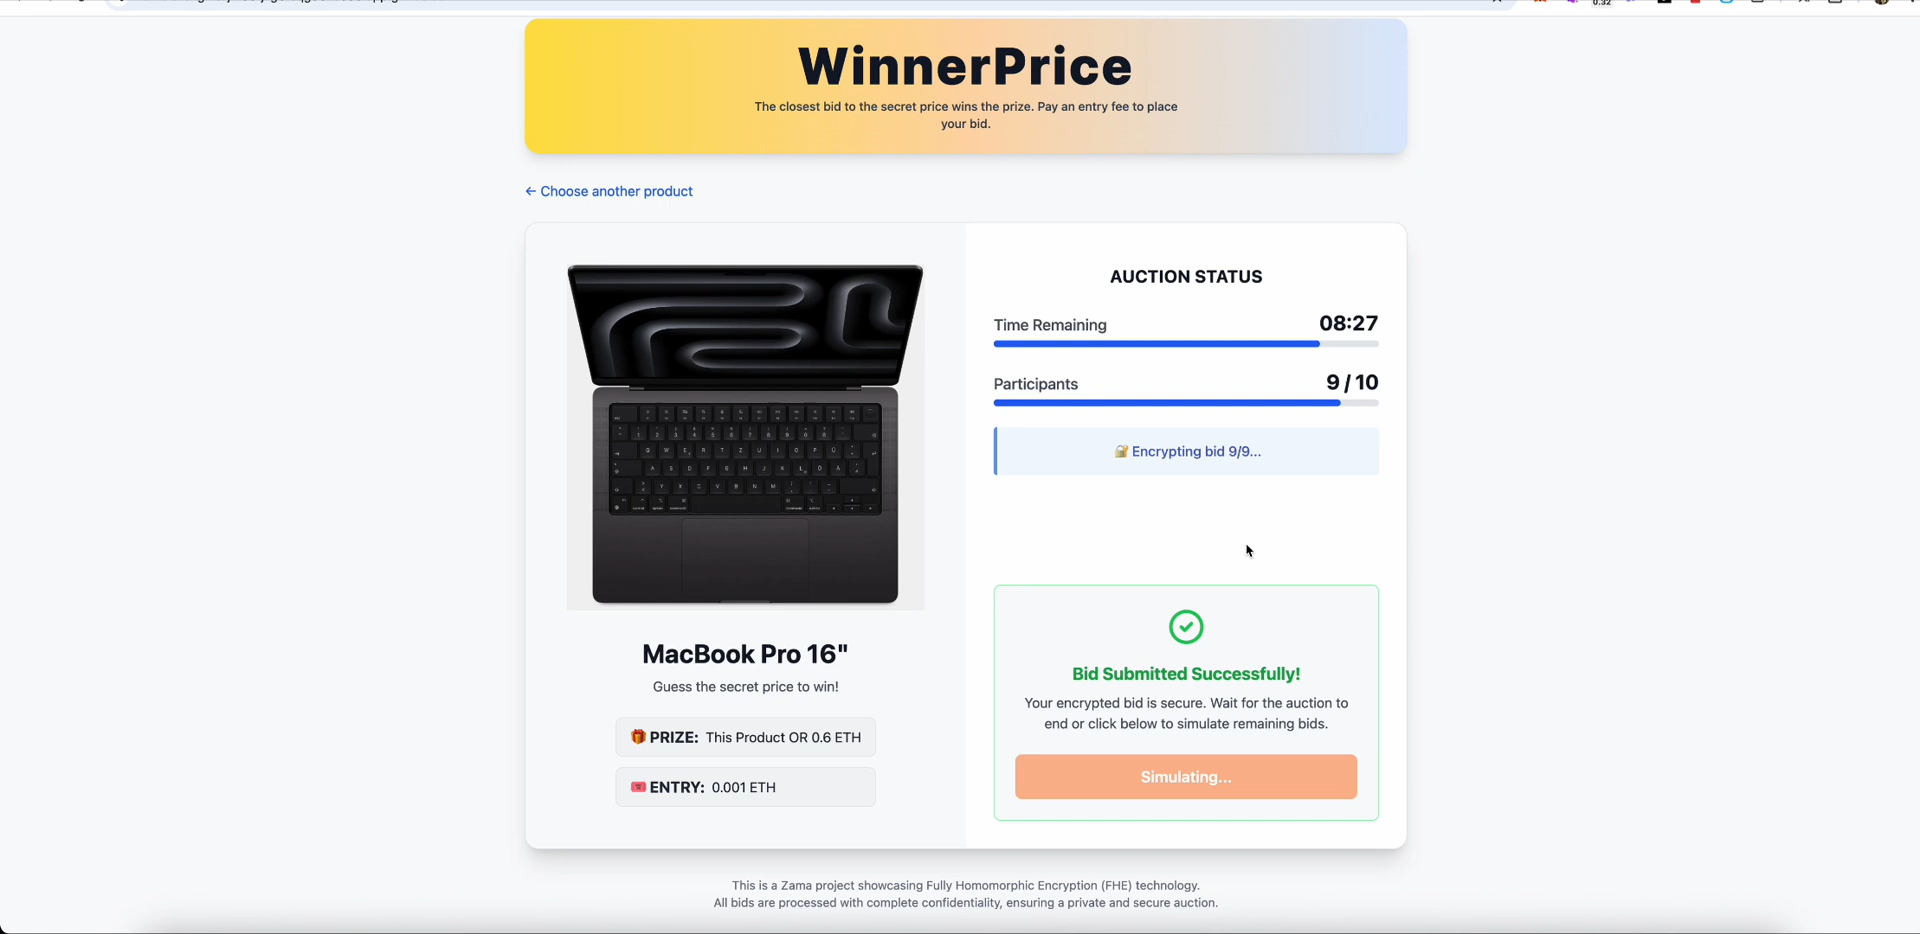 WinnerPrice
The closest bid to the secret price wins the prize. Pay an entry fee to place
your bid.
← Choose another product
AUCTION STATUS
Time Remaining 08:27
Participants 9 / 10
🔐 Encrypting bid 9/9...
Bid Submitted Successfully!
Your encrypted bid is secure. Wait for the auction to
end or click below to simulate remaining bids.
Simulating...
MacBook Pro 16"
Guess the secret price to win!
🎁 PRIZE: This Product OR 0.6 ETH
🎟️ ENTRY: 0.001 ETH
This is a Zama project showcasing Fully Homomorphic Encryption (FHE) technology.
All bids are processed with complete confidentiality, ensuring a private and secure auction.